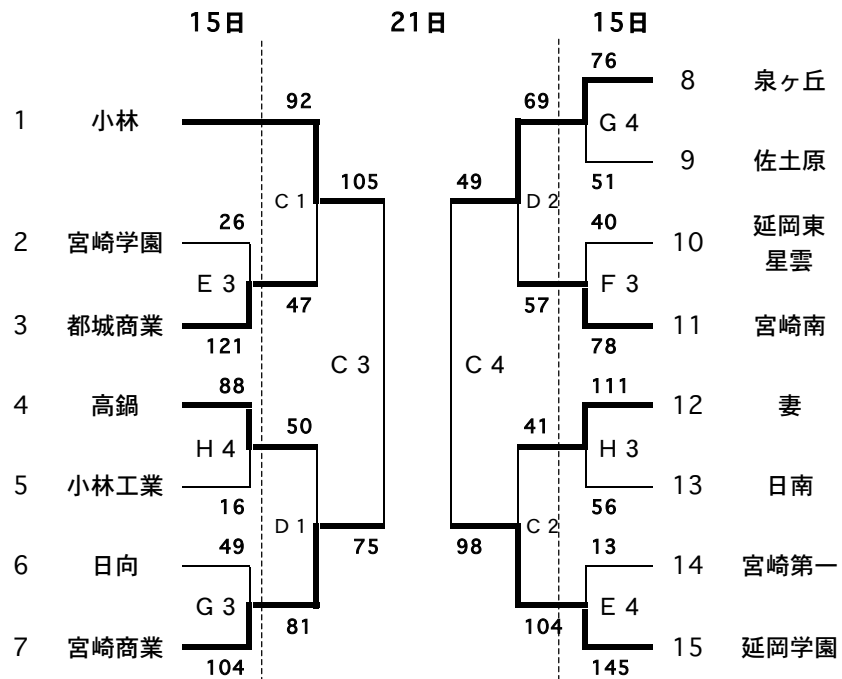 15日 21日 15日
76
8 泉ヶ丘
92 69
1 小林
G 4
9 佐土原
105 49 51
C 1 D 2
26 40
2 宮崎学園
10 延岡東
星雲
E 3 F 3
47 57
3 都城商業
11 宮崎南
121 78
C 3 C 4
88 111
4 高鍋
12 妻
50 41
H 4 H 3
5 小林工業
13 日南
16 56
D 1 C 2
49 75 98 13
6 日向
14 宮崎第一
G 3 E 4
81 104
7 宮崎商業
15 延岡学園
104 145